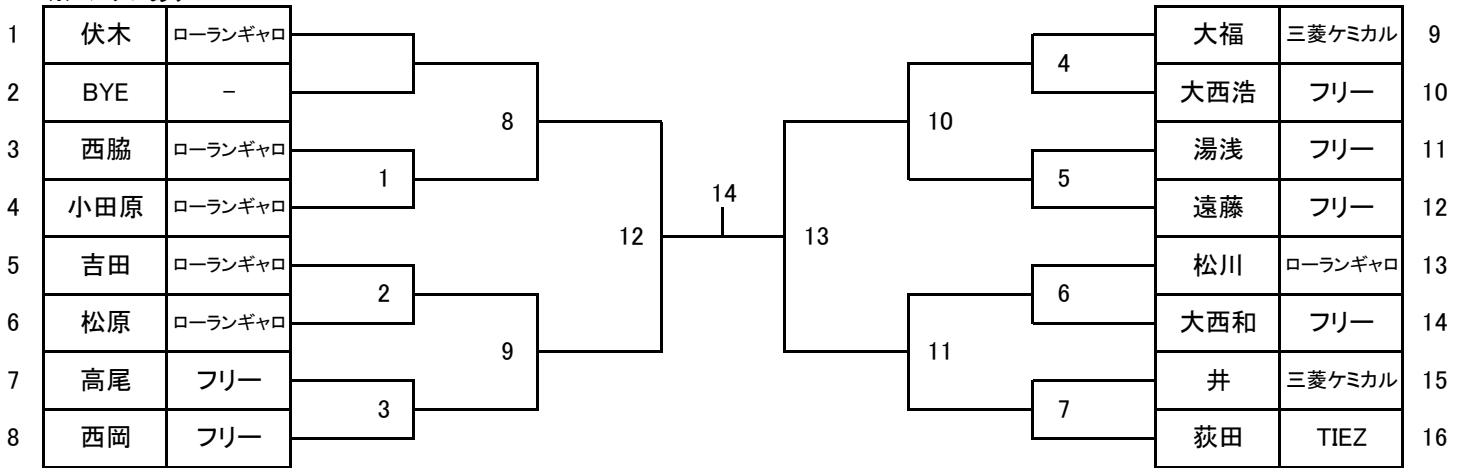 1 伏木 ローランギャロ
2 BYE -
3 西脇 ローランギャロ
4 小田原 ローランギャロ
5 吉田 ローランギャロ
6 松原 ローランギャロ
7 高尾 フリー
8 西岡 フリー
1
2
3
8
9
12
14
13
10
11
4
5
6
7
大福 三菱ケミカル 9
大西浩 フリー 10
湯浅 フリー 11
遠藤 フリー 12
松川 ローランギャロ 13
大西和 フリー 14
井 三菱ケミカル 15
荻田 TIEZ 16